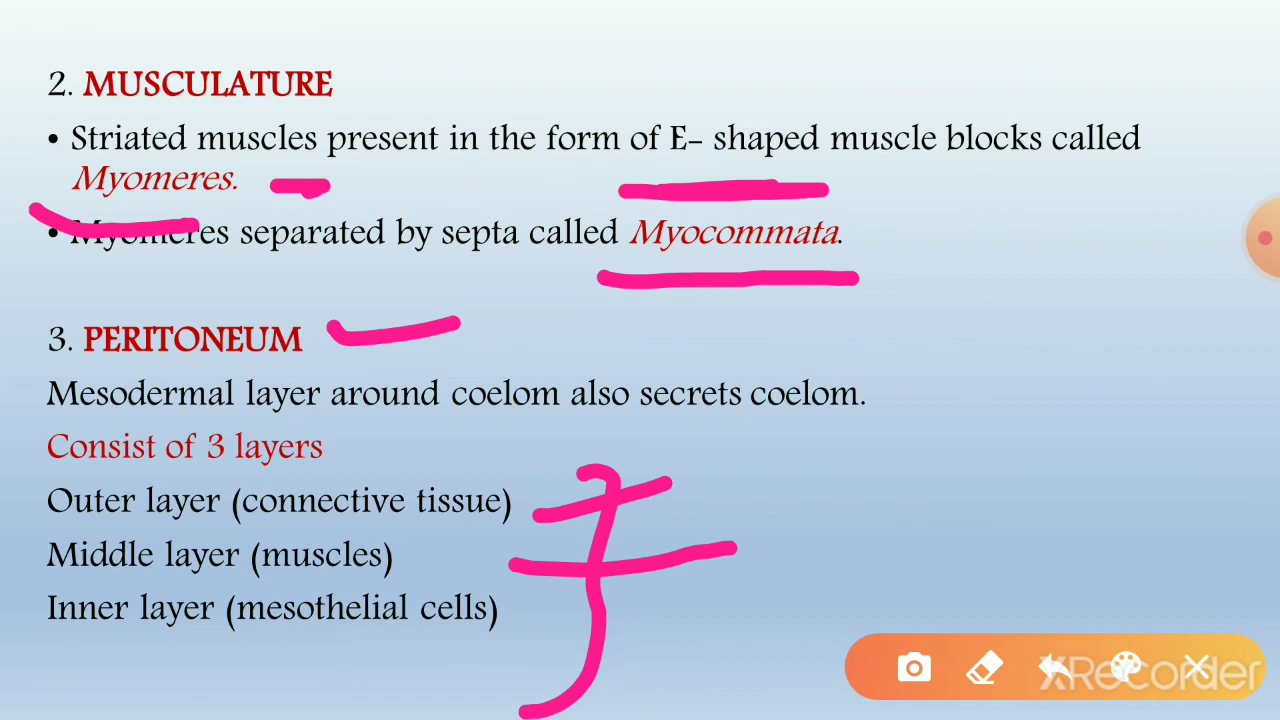 2. MUSCULATURE
• Striated muscles present in the form of E- shaped muscle blocks called
Myomeres.
• Myomeres separated by septa called Myocommata.
3. PERITONEUM
Mesodermal layer around coelom also secrets coelom.
Consist of 3 layers
Outer layer (connective tissue)
Middle layer (muscles)
Inner layer (mesothelial cells)
XRecorder